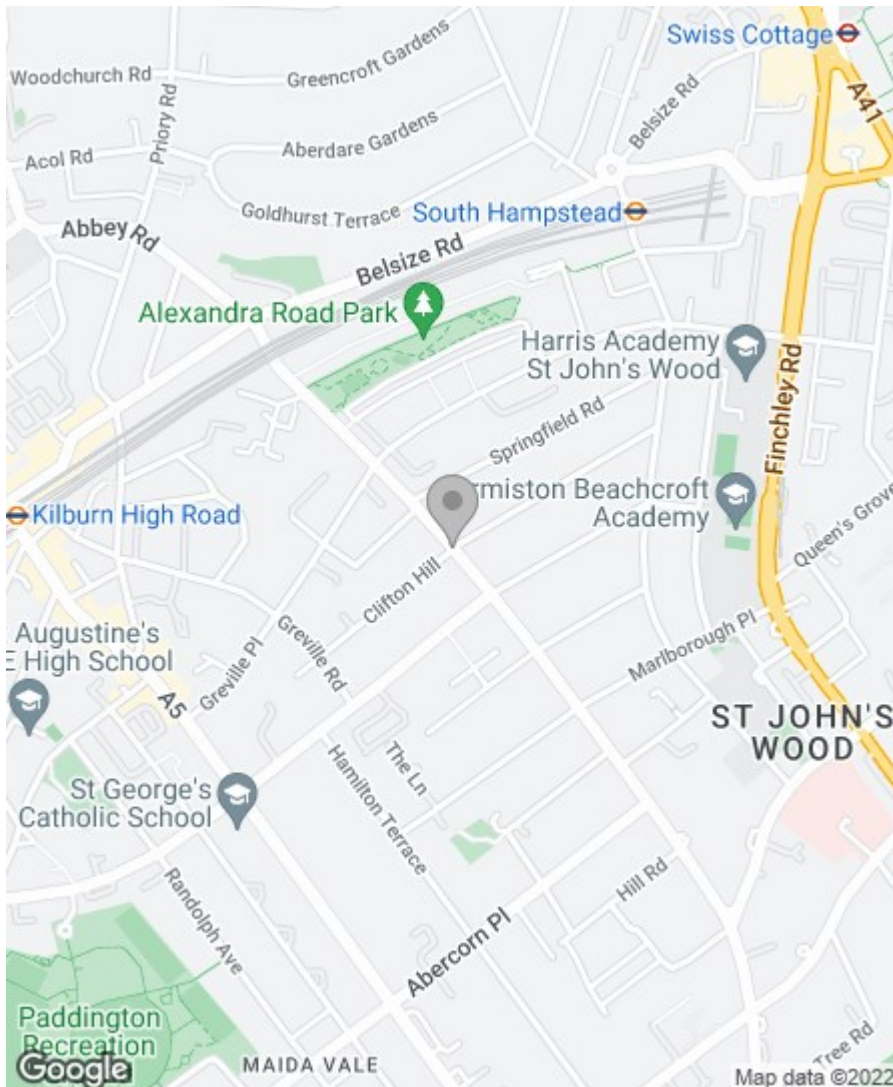 Swiss Cottage
Greencroft Gardens
Woodchurch Rd
A41
Priory Rd
Belsize Rd
Aberdare Gardens
Acol Rd
Goldhurst Terrace
South Hampstead
Abbey Rd
Belsize Rd
Alexandra Road Park
Harris Academy
St John's Wood
Finchley Rd
Springfield Rd
rmiston Beachcroft
Academy
Kilburn High Road
Queen's Grove
Clifton Hill
Marlborough Pl
Augustine's
E High School
Greville Pl
Greville Rd
A5
ST JOHN'S
WOOD
The Ln
Hamilton Terrace
St George's
Catholic School
Hill Rd
Randolph Ave
Abercorn Pl
Paddington
Recreation
Tree Rd
Google
MAIDA VALE
Map data ©2022